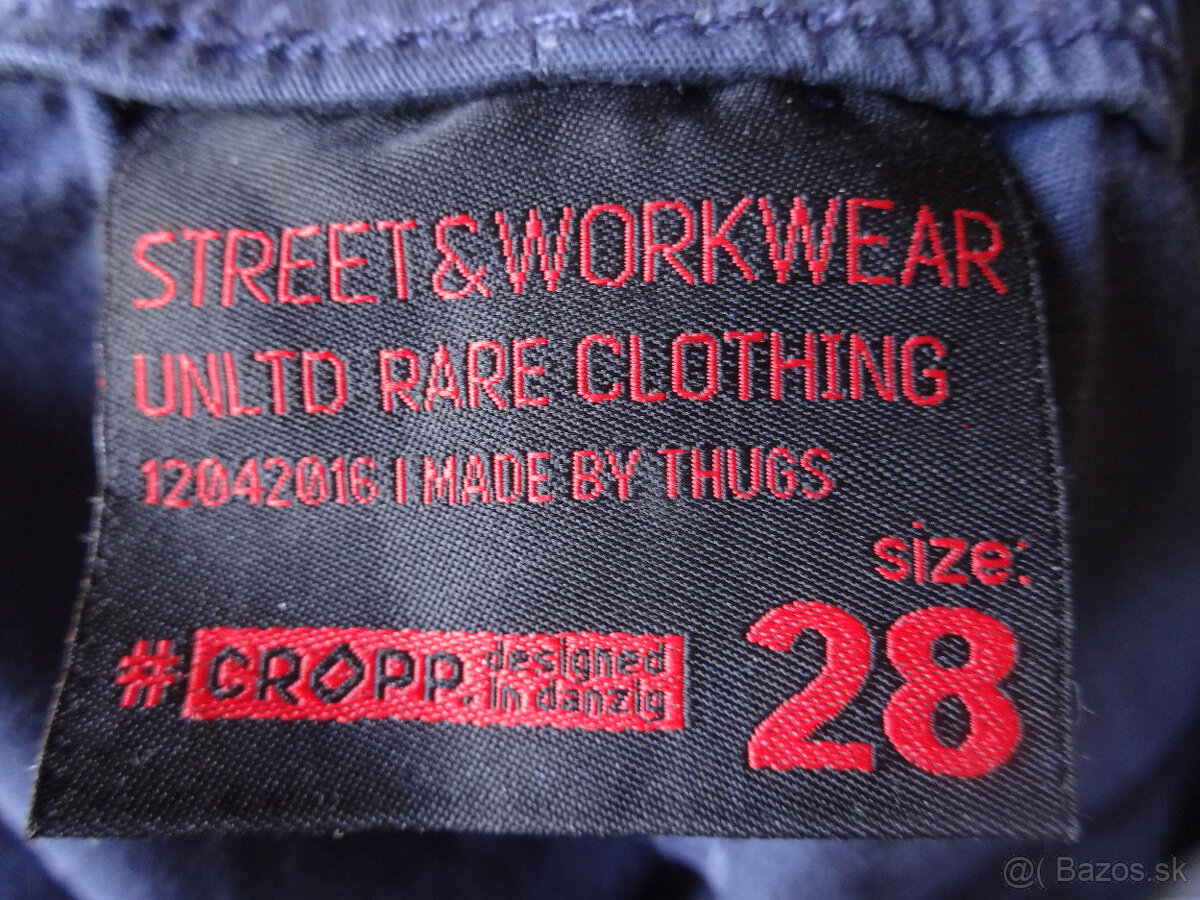 STREET&WORKWEAR
UNLTD RARE CLOTHING
12042016 | MADE BY THUGS
size:
28
#CROPP. designed
in danzig
@( Bazos.sk